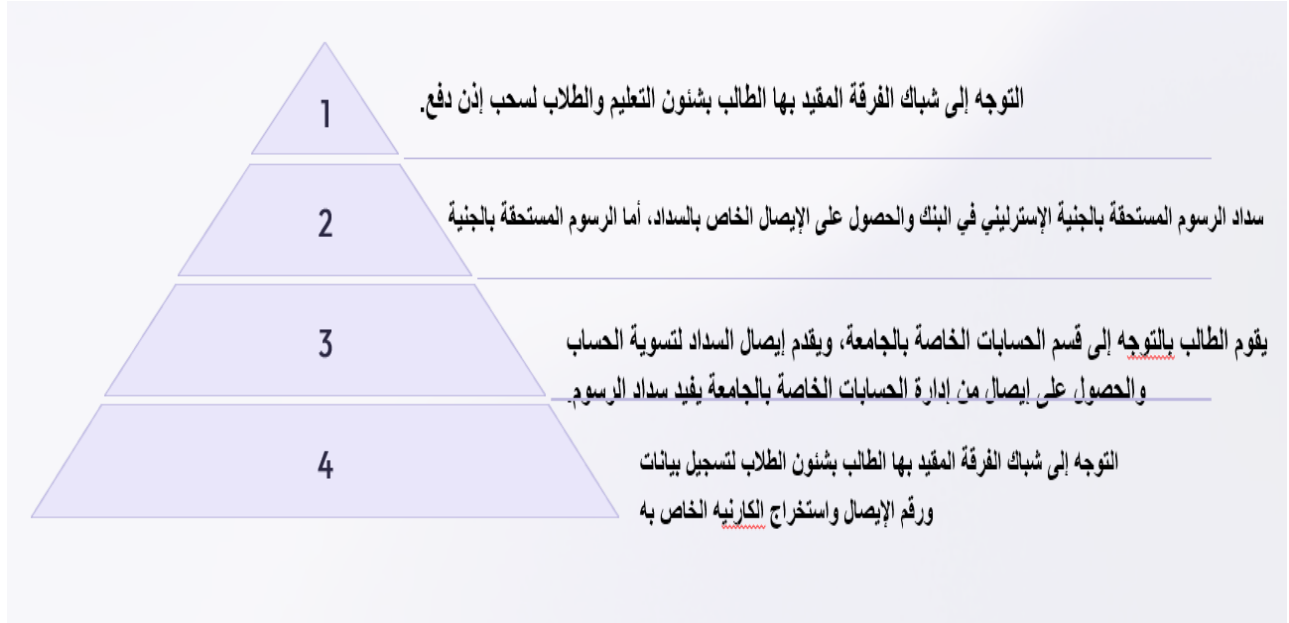 1
التوجه إلى شباك الفرقة المقيد بها الطالب بشئون التعليم والطلاب لسحب إذن دفع.
2
سداد الرسوم المستحقة بالجنية الإسترليني في البنك والحصول على الإيصال الخاص بالسداد، أما الرسوم المستحقة بالجنية
3
يقوم الطالب بالتوجه إلى قسم الحسابات الخاصة بالجامعة، ويقدم إيصال السداد لتسوية الحساب
والحصول على إيصال من إدارة الحسابات الخاصة بالجامعة يفيد سداد الرسوم.
4
التوجه إلى شباك الفرقة المقيد بها الطالب بشئون الطلاب لتسجيل بيانات
ورقم الإيصال واستخراج الكارنيه الخاص به